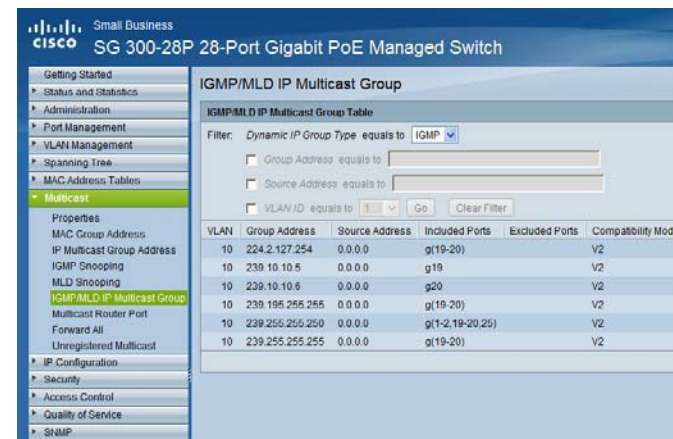 Small Business
CISCO SG 300-28P 28-Port Gigabit PoE Managed Switch
Getting Started
Status and Statistics
Administration
Port Management
VLAN Management
Spanning Tree
MAC Address Tables
Multicast
Properties
MAC Group Address
IP Multicast Group Address
IGMP Snooping
MLD Snooping
IGMP/MLD IP Multicast Group
Multicast Router Port
Forward All
Unregistered Multicast
IP Configuration
Security
Access Control
Quality of Service
SNMP
IGMP/MLD IP Multicast Group
IGMP/MLD IP Multicast Group Table
Filter: Dynamic IP Group Type equals to IGMP
Group Address equals to
Source Address equals to
VLAN ID equals to 1 Go Clear Filter
VLAN Group Address Source Address Included Ports Excluded Ports Compatibility Mod
10 224.2.127.254 0.0.0.0 g(19-20) V2
10 239.10.10.5 0.0.0.0 g19 V2
10 239.10.10.6 0.0.0.0 g20 V2
10 239.195.255.255 0.0.0.0 g(19-20) V2
10 239.255.255.250 0.0.0.0 g(1-2,19-20,25) V2
10 239.255.255.255 0.0.0.0 g(19-20) V2